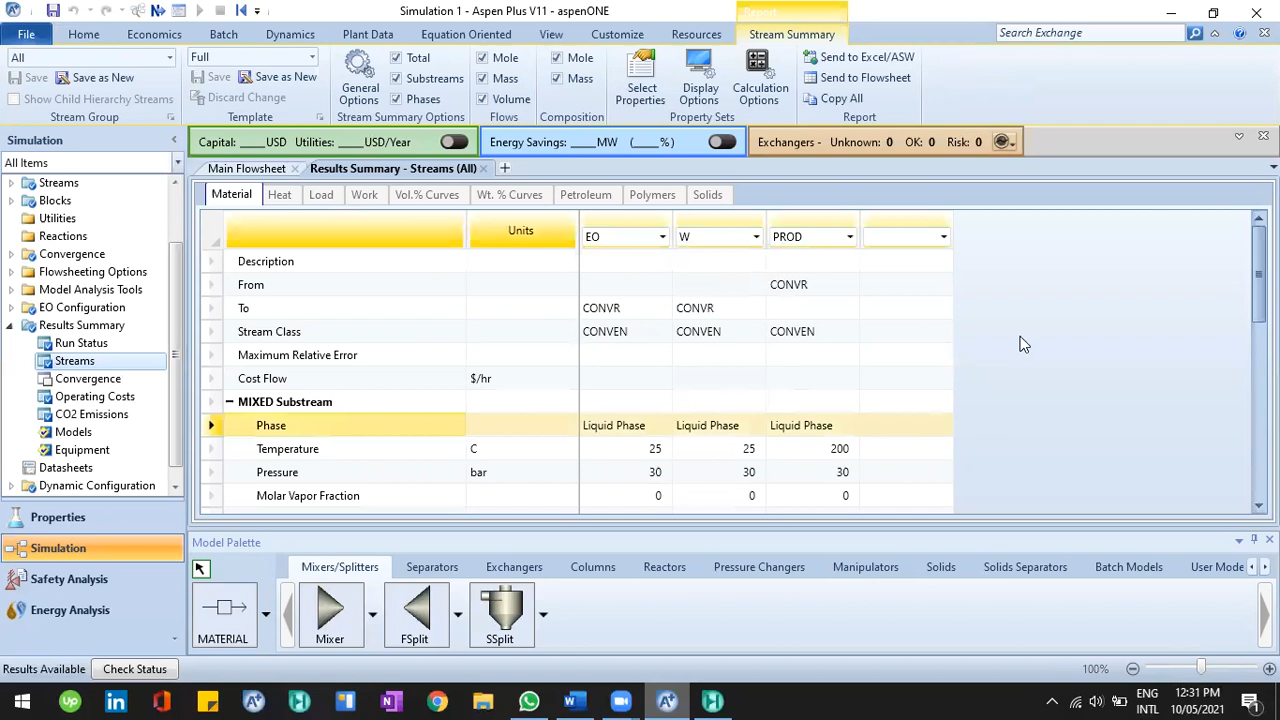 Simulation 1 - Aspen Plus V11 - aspenONE
Report
File Home Economics Batch Dynamics Plant Data Equation Oriented View Customize Resources Stream Summary Search Exchange
All
Save Save as New
Show Child Hierarchy Streams
Stream Group
Full
Save Save as New
Discard Change
Template
General Options
Total
Substreams
Phases
Stream Summary Options
Mole
Mass
Volume
Flows
Mole
Mass
Composition
Select Properties
Display Options
Calculation Options
Property Sets
Send to Excel/ASW
Send to Flowsheet
Copy All
Report
Simulation
Capital: ____USD Utilities: ____USD/Year
Energy Savings: ____MW (____%)
Exchangers - Unknown: 0 OK: 0 Risk: 0
All Items
Streams
Blocks
Utilities
Reactions
Convergence
Flowsheeting Options
Model Analysis Tools
EO Configuration
Results Summary
Run Status
Streams
Convergence
Operating Costs
CO2 Emissions
Models
Equipment
Datasheets
Dynamic Configuration
Properties
Simulation
Safety Analysis
Energy Analysis
Main Flowsheet Results Summary - Streams (All)
Material Heat Load Work Vol.% Curves Wt. % Curves Petroleum Polymers Solids
Units EO W PROD
Description
From CONVR
To CONVR CONVR
Stream Class CONVEN CONVEN CONVEN
Maximum Relative Error
Cost Flow $/hr
MIXED Substream
Phase Liquid Phase Liquid Phase Liquid Phase
Temperature C 25 25 200
Pressure bar 30 30 30
Molar Vapor Fraction 0 0 0
Model Palette
Mixers/Splitters Separators Exchangers Columns Reactors Pressure Changers Manipulators Solids Solids Separators Batch Models User Mode
MATERIAL Mixer FSplit SSplit
Results Available Check Status 100%
ENG
INTL
12:31 PM
10/05/2021
1